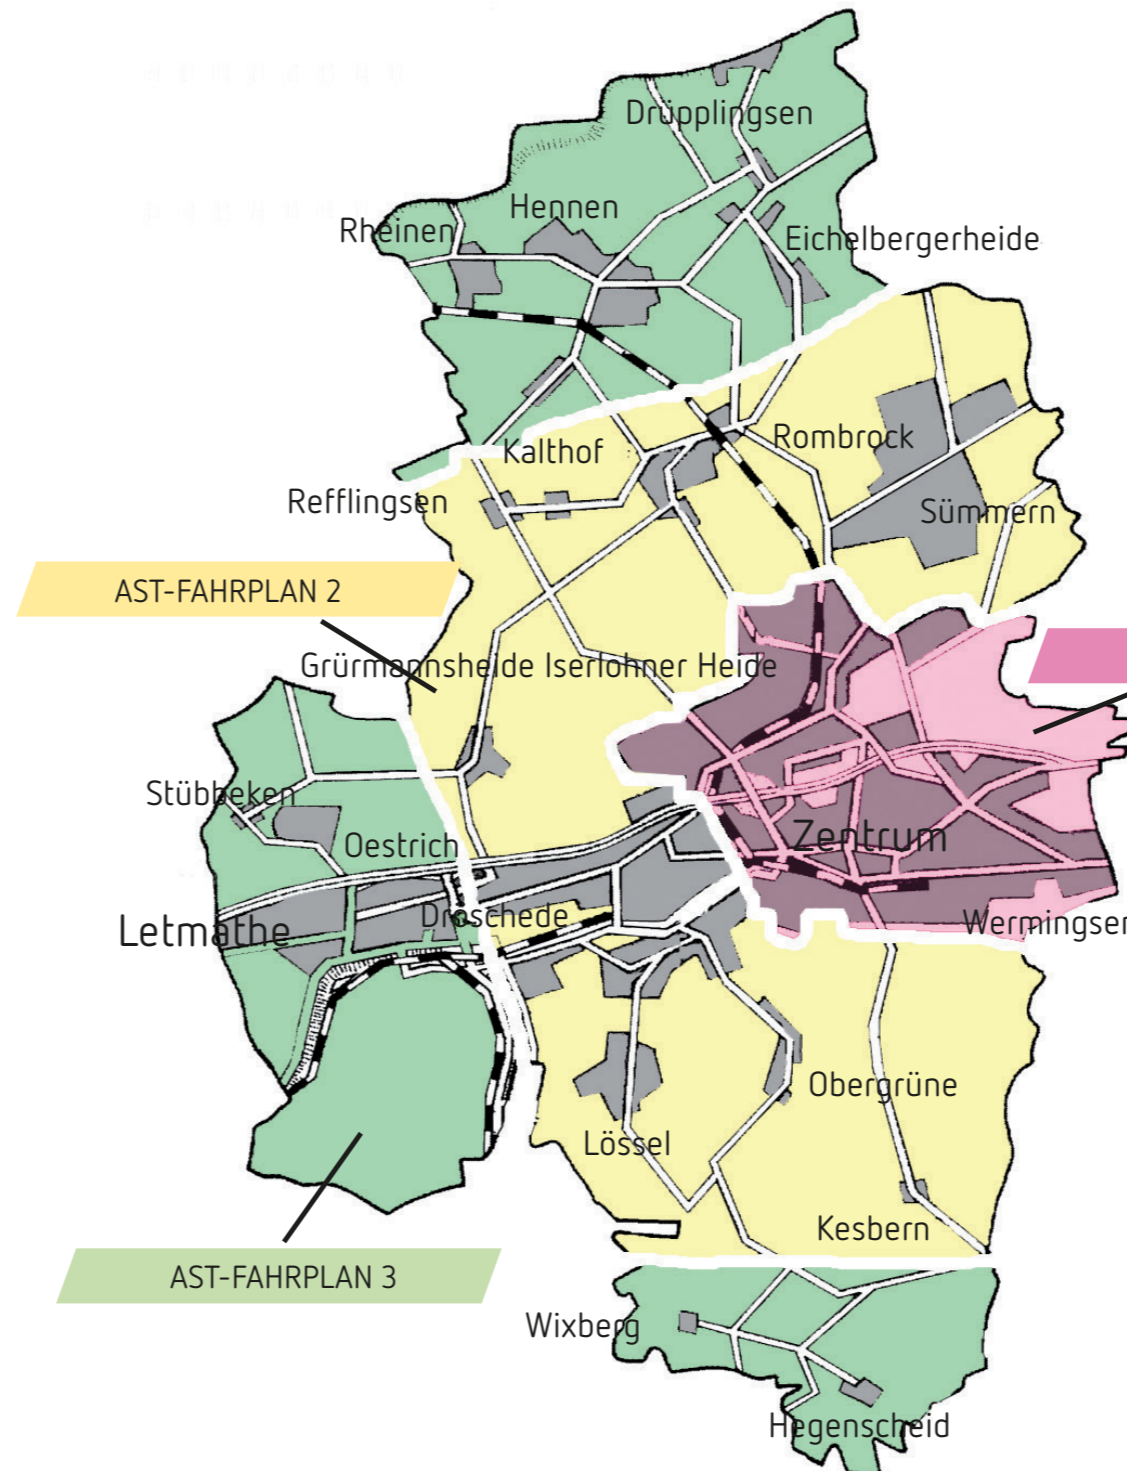 Drüpplingsen
Hennen
Rheinen
Eichelbergerheide
Kalthof
Rombrock
Refflingsen
Sümmern
AST-FAHRPLAN 2
Grürmannsheide Iserlohner Heide
Stübbeken
Oestrich
Zentrum
Letmathe
Dröschede
Wermingsen
Obergrüne
Lössel
Kesbern
AST-FAHRPLAN 3
Wixberg
Hegenscheid